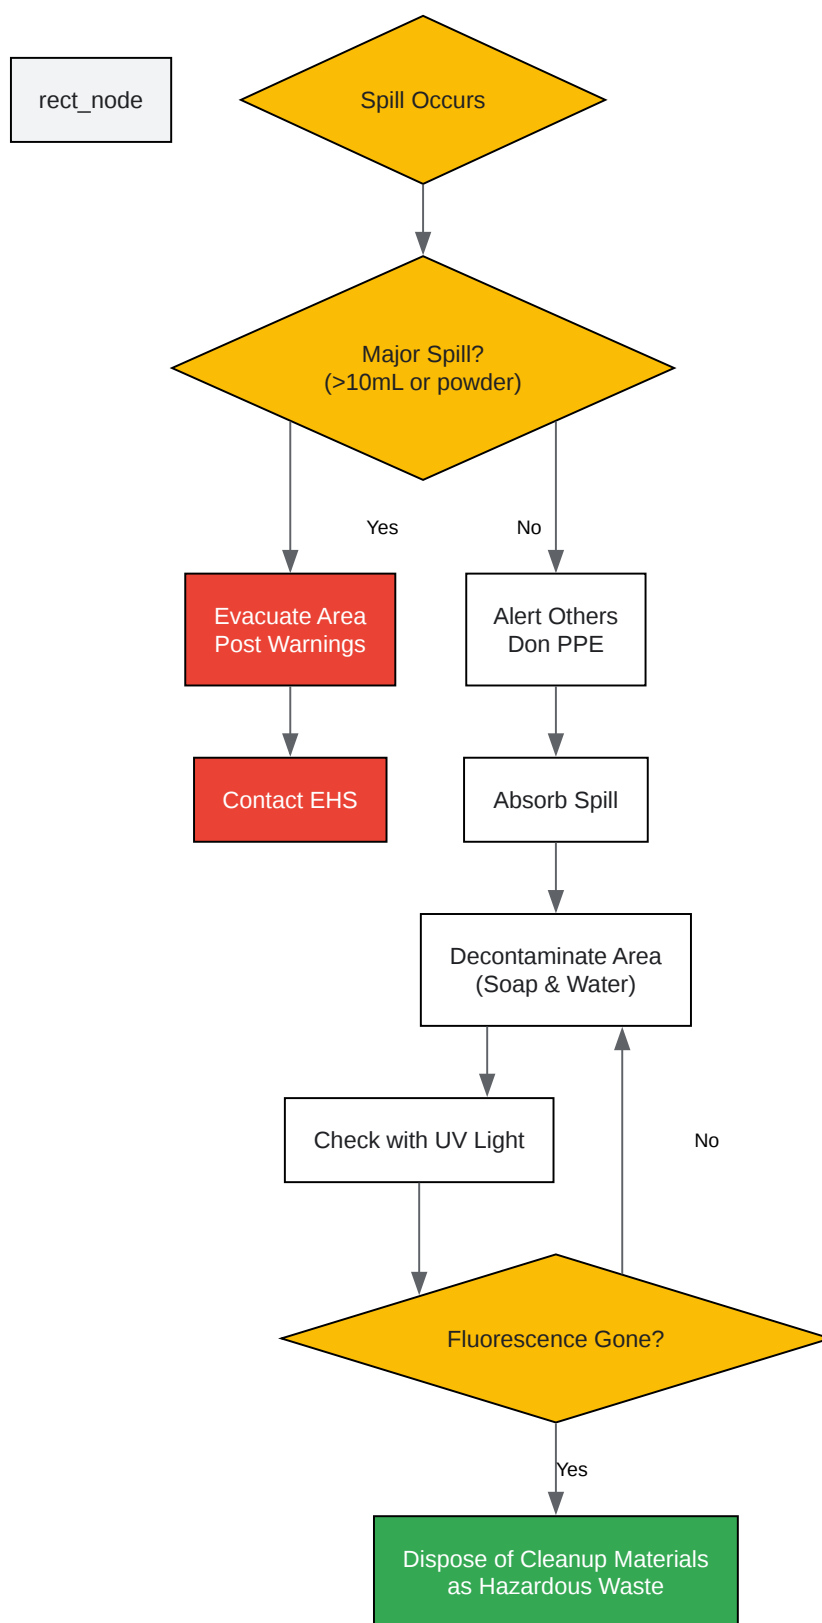 rect_node
Spill Occurs
Major Spill?
(>10mL or powder)
Yes
No
Evacuate Area
Post Warnings
Alert Others
Don PPE
Contact EHS
Absorb Spill
Decontaminate Area
(Soap & Water)
Check with UV Light
No
Fluorescence Gone?
Yes
Dispose of Cleanup Materials
as Hazardous Waste